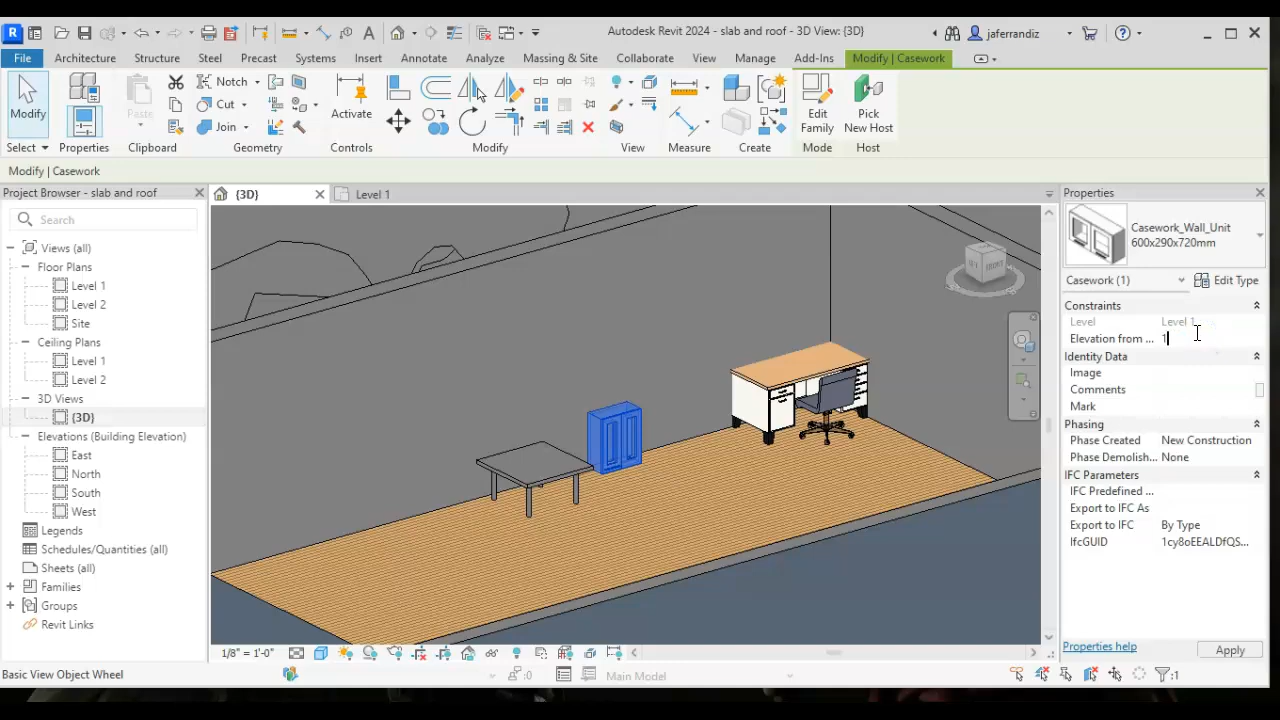 Autodesk Revit 2024 - slab and roof - 3D View: {3D}
jaferrandiz
File
Architecture
Structure
Steel
Precast
Systems
Insert
Annotate
Analyze
Massing & Site
Collaborate
View
Manage
Add-Ins
Modify | Casework
Modify
Paste
Notch
Cut
Join
Activate
Edit
Family
Pick
New Host
Select
Properties
Clipboard
Geometry
Controls
Modify
View
Measure
Create
Mode
Host
Modify | Casework
Project Browser - slab and roof
Search
Views (all)
Floor Plans
Level 1
Level 2
Site
Ceiling Plans
Level 1
Level 2
3D Views
{3D}
Elevations (Building Elevation)
East
North
South
West
Legends
Schedules/Quantities (all)
Sheets (all)
Families
Groups
Revit Links
{3D}
Level 1
FRONT
1/8" = 1'-0"
Properties
Casework_Wall_Unit
600x290x720mm
Casework (1)
Edit Type
Constraints
Level Level 1
Elevation from ... 1
Identity Data
Image
Comments
Mark
Phasing
Phase Created New Construction
Phase Demolish... None
IFC Parameters
IFC Predefined ...
Export to IFC As
Export to IFC By Type
IfcGUID 1cy8oEEALDfQS...
Properties help
Apply
Basic View Object Wheel
:0
Main Model
:1